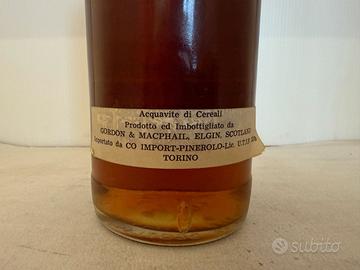 Acquavite di Cereali
Prodotto ed Imbottigliato da
GORDON & MACPHAIL, ELGIN, SCOTLAND
Importato da CO IMPORT-PINEROLO-Lic. U.T.I.F.
TORINO
subito